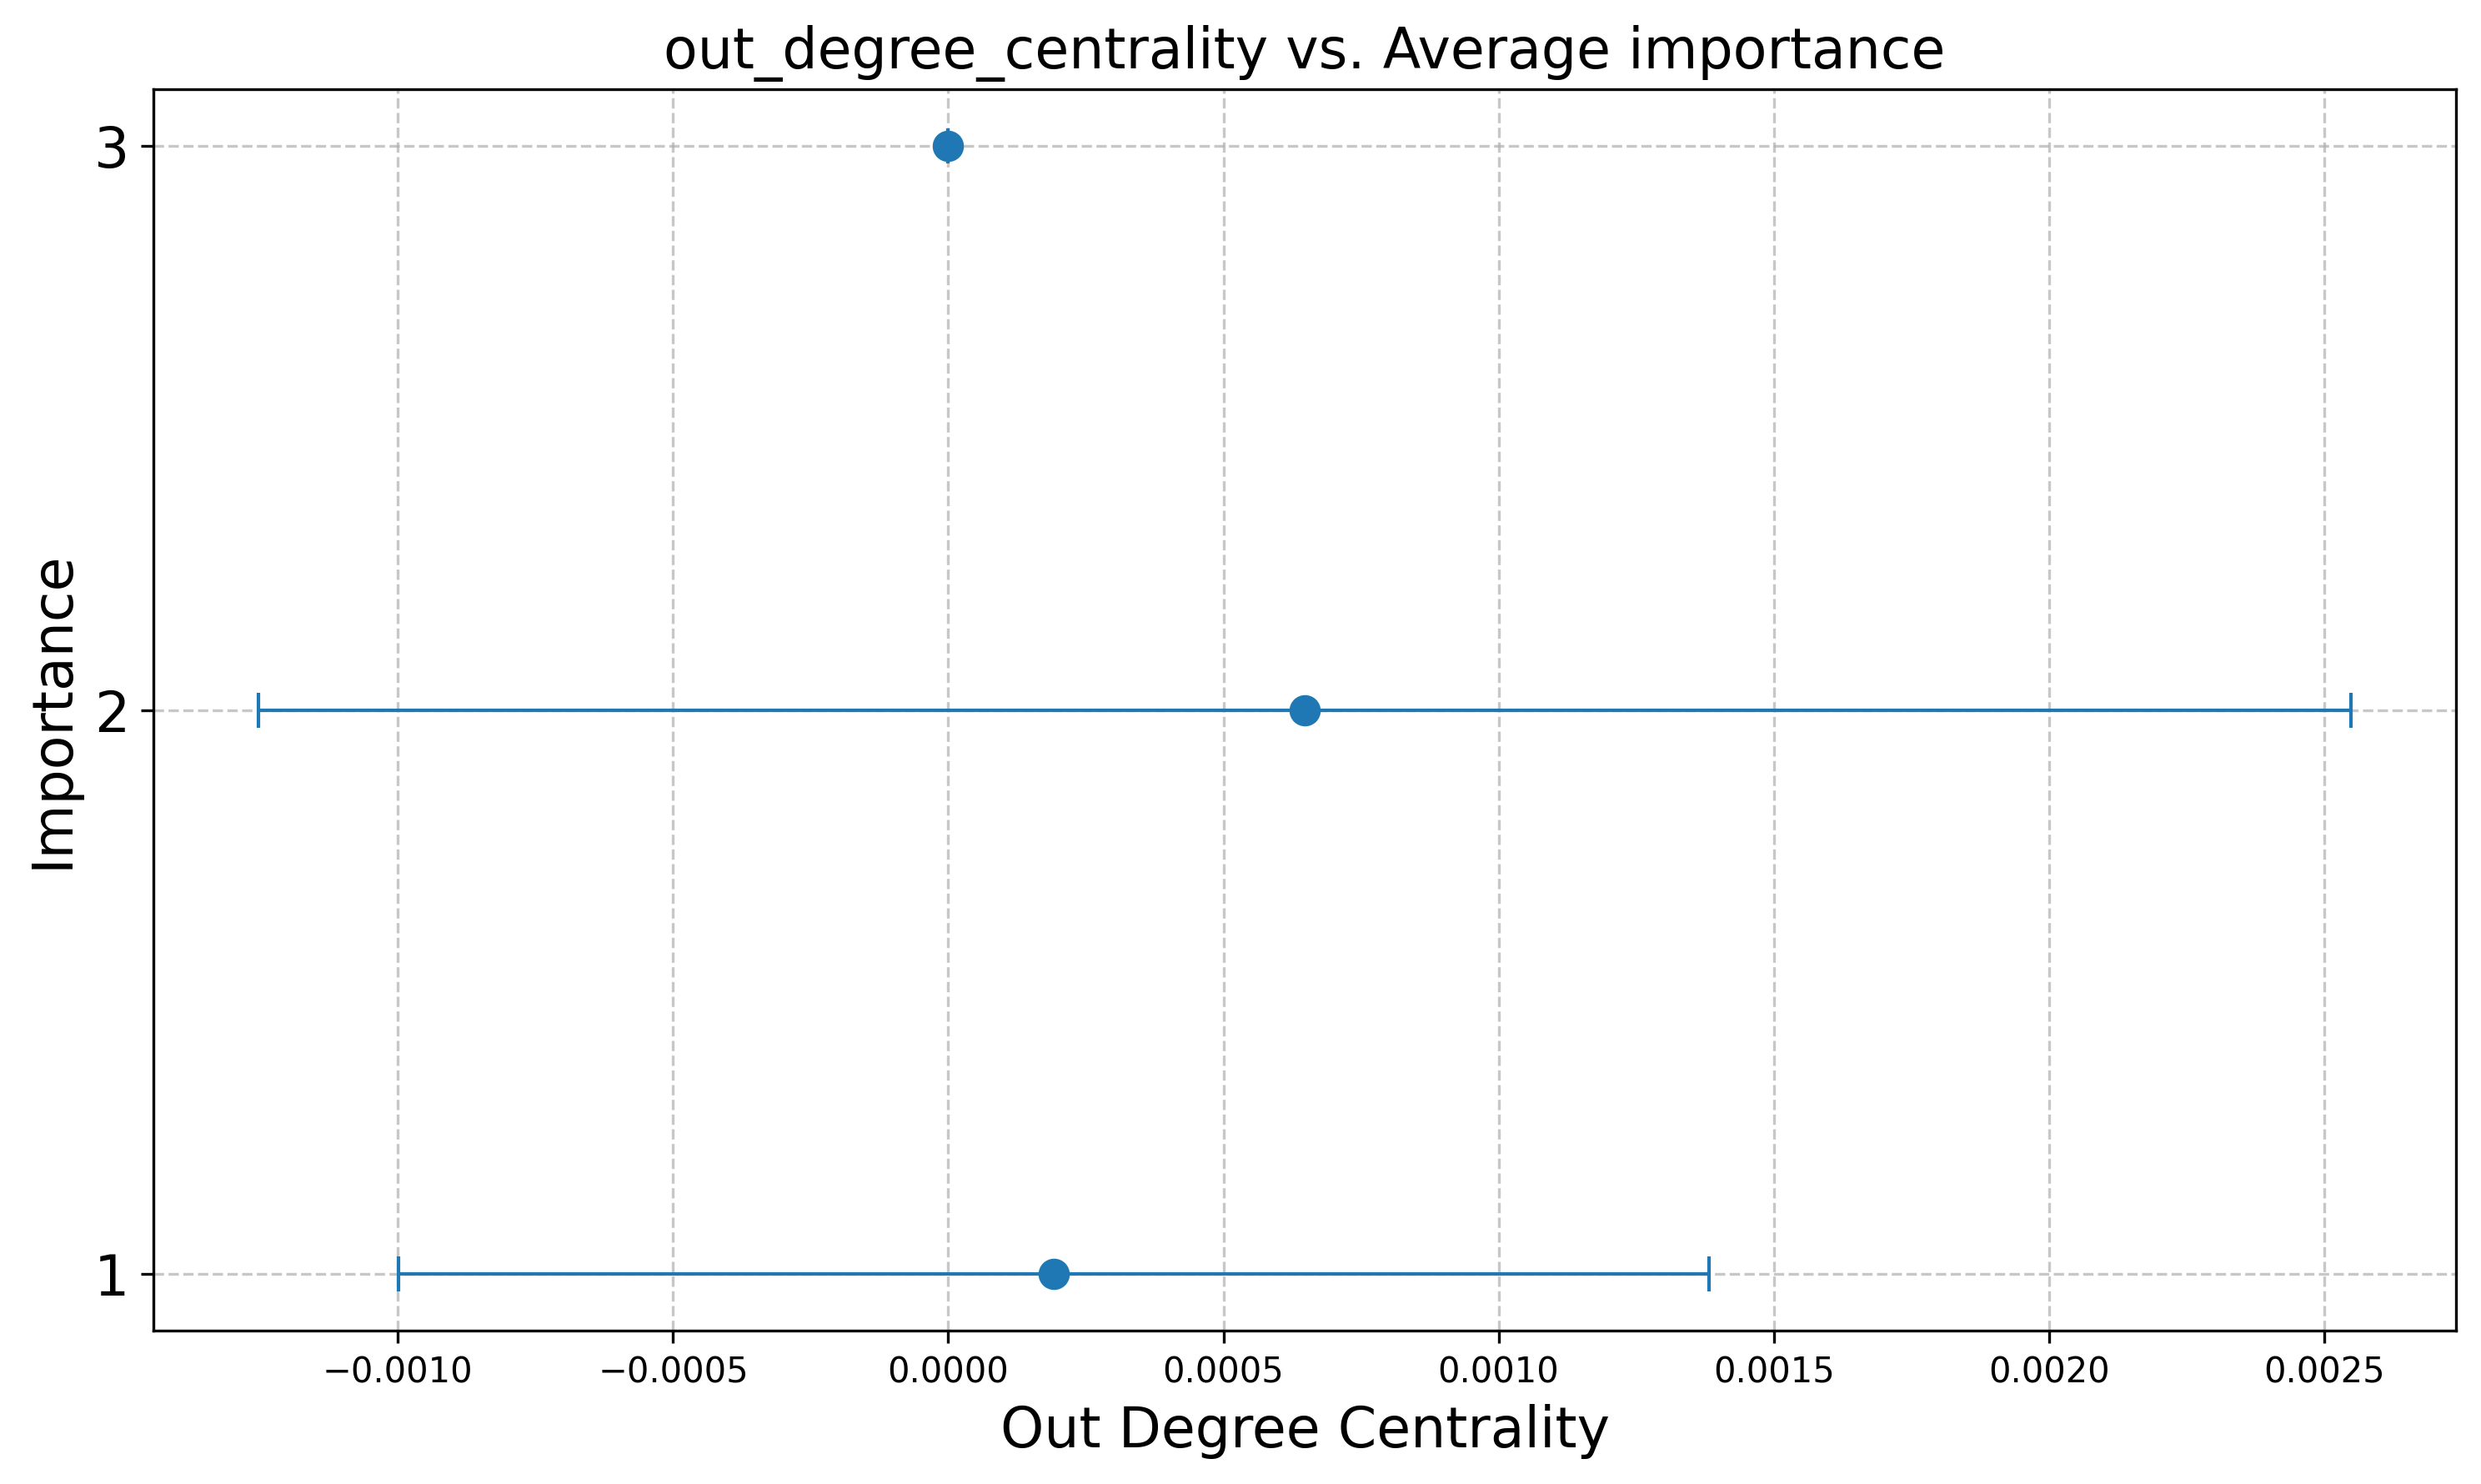 out_degree_centrality vs. Average importance
Importance
3
2
1
−0.0010 −0.0005 0.0000 0.0005 0.0010 0.0015 0.0020 0.0025
Out Degree Centrality